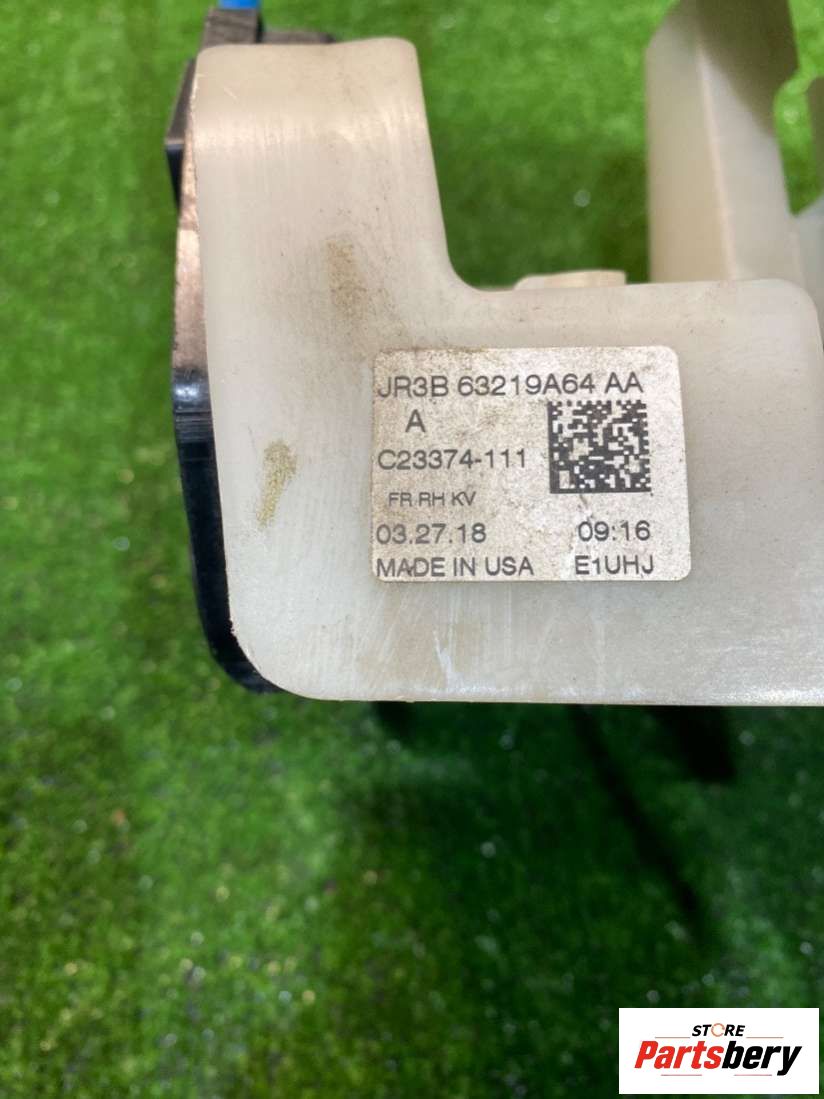 JR3B 63219A64 AA
A
C23374-111
FR RH KV
03.27.18 09:16
MADE IN USA E1UHJ
STORE
Partsbery